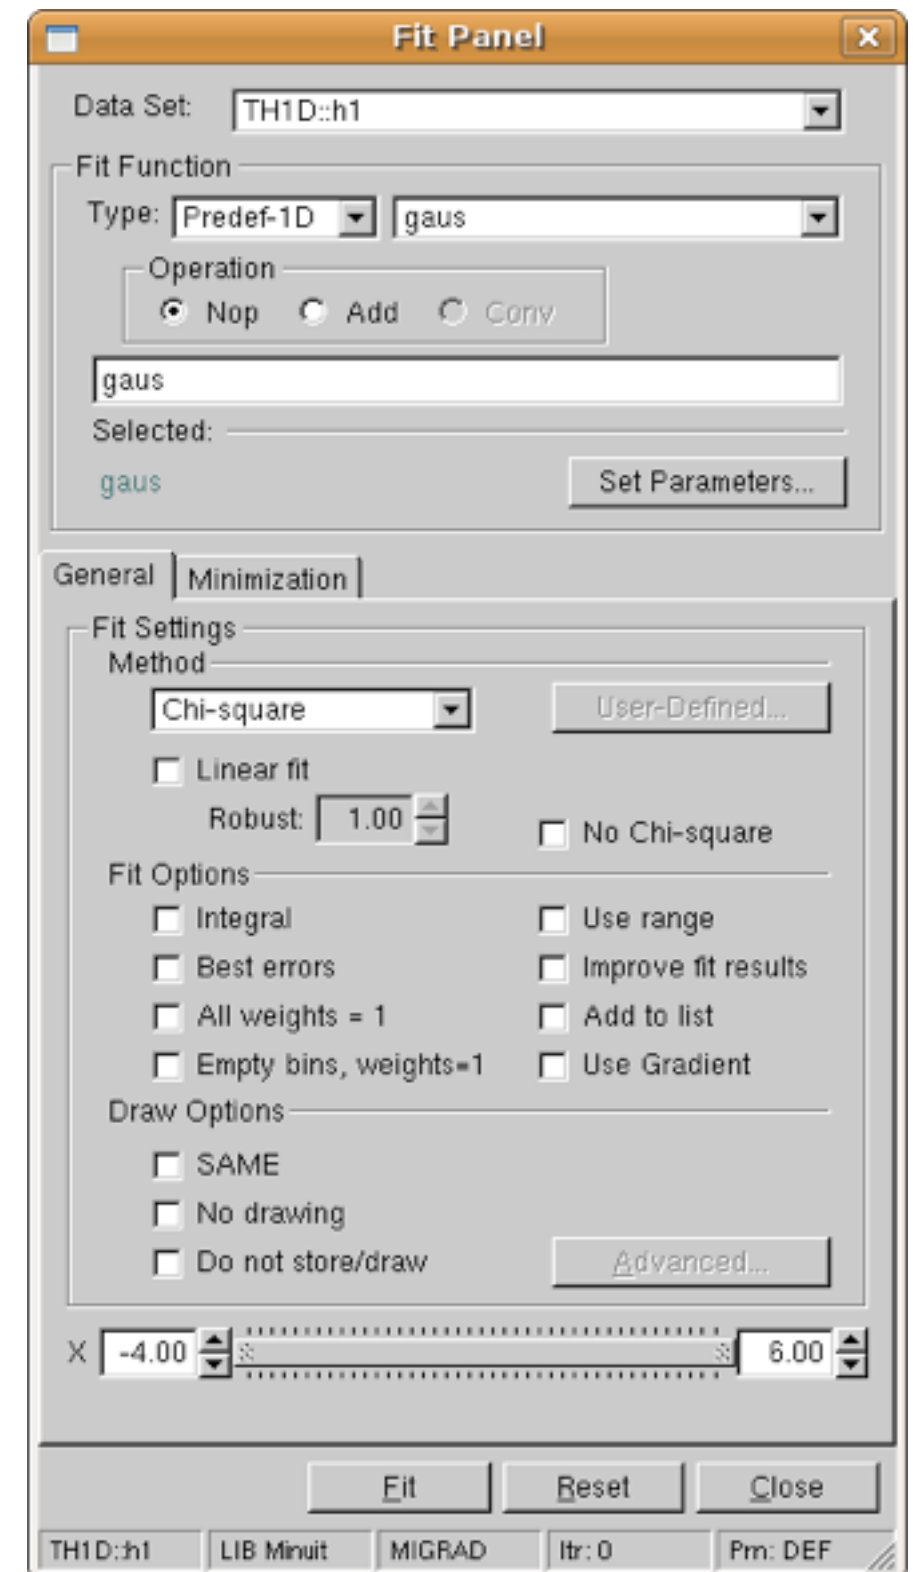 Fit Panel
Data Set: TH1D::h1
Fit Function
Type: Predef-1D gaus
Operation
Nop Add Conv
gaus
Selected:
gaus Set Parameters...
General Minimization
Fit Settings
Method
Chi-square User-Defined...
Linear fit
Robust: 1.00
No Chi-square
Fit Options
Integral Use range
Best errors Improve fit results
All weights = 1 Add to list
Empty bins, weights=1 Use Gradient
Draw Options
SAME
No drawing
Do not store/draw Advanced...
X -4.00 6.00
Fit Reset Close
TH1D::h1 LIB Minuit MIGRAD Itr: 0 Prn: DEF